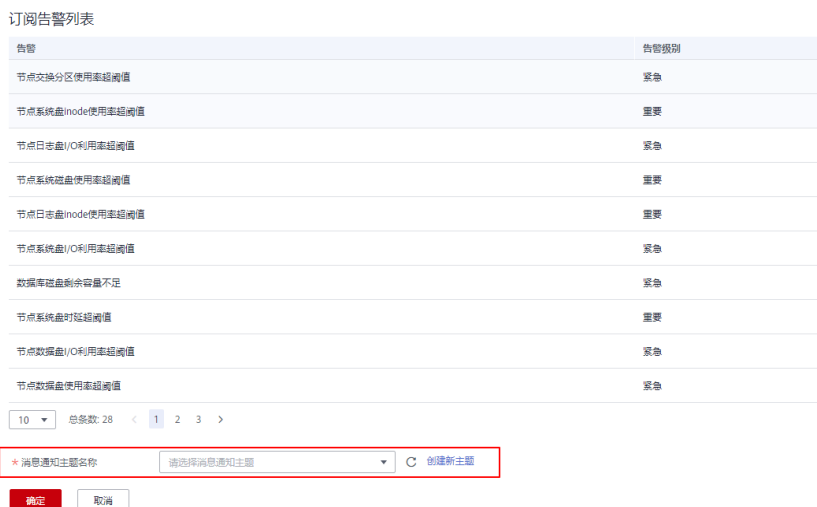 订阅告警列表
告警 告警级别
节点交换分区使用率超阈值 紧急
节点系统盘inode使用率超阈值 重要
节点日志盘I/O利用率超阈值 紧急
节点系统磁盘使用率超阈值 重要
节点日志盘inode使用率超阈值 重要
节点系统盘I/O利用率超阈值 紧急
数据库磁盘剩余容量不足 紧急
节点系统盘时延超阈值 重要
节点数据盘I/O利用率超阈值 紧急
节点数据盘使用率超阈值 紧急
10 总条数: 28 < 1 2 3 >
* 消息通知主题名称 请选择消息通知主题 创建新主题
确定 取消